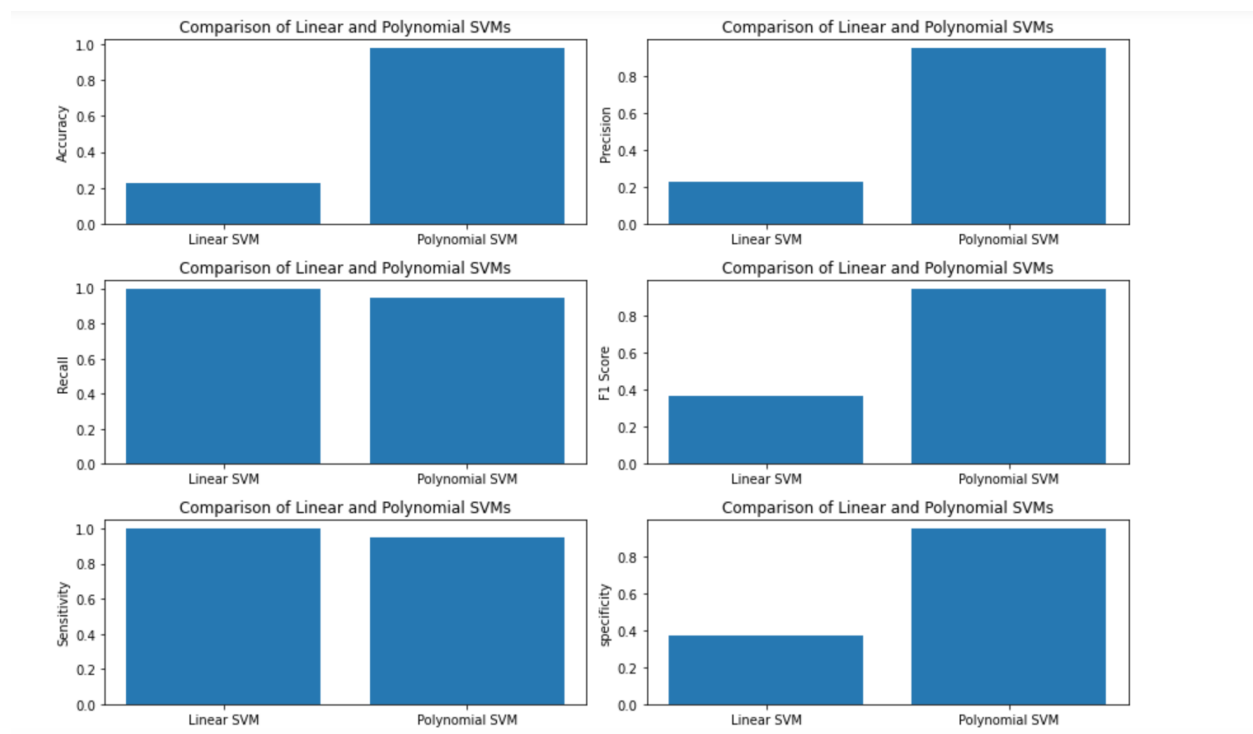 Comparison of Linear and Polynomial SVMs
1.0
0.8
0.6
0.4
0.2
0.0
Accuracy
Linear SVM Polynomial SVM
Comparison of Linear and Polynomial SVMs
0.8
0.6
0.4
0.2
0.0
Precision
Linear SVM Polynomial SVM
Comparison of Linear and Polynomial SVMs
1.0
0.8
0.6
0.4
0.2
0.0
Recall
Linear SVM Polynomial SVM
Comparison of Linear and Polynomial SVMs
0.8
0.6
0.4
0.2
0.0
F1 Score
Linear SVM Polynomial SVM
Comparison of Linear and Polynomial SVMs
1.0
0.8
0.6
0.4
0.2
0.0
Sensitivity
Linear SVM Polynomial SVM
Comparison of Linear and Polynomial SVMs
0.8
0.6
0.4
0.2
0.0
specificity
Linear SVM Polynomial SVM